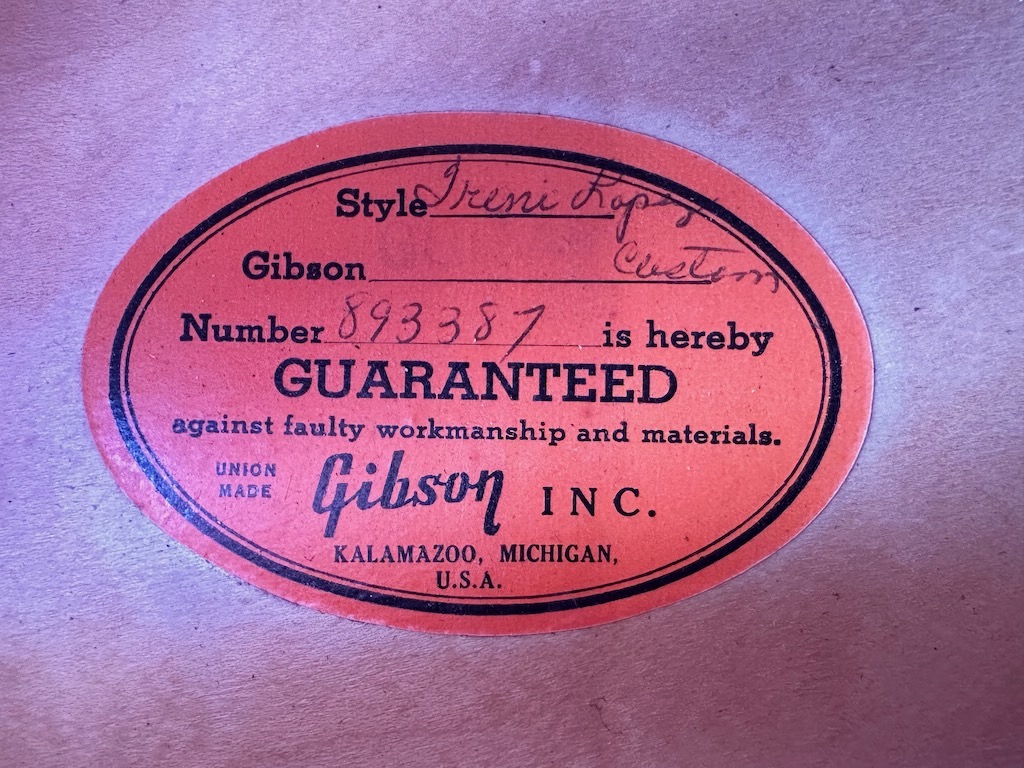 Style Treni Lopez
Custom
Gibson
Number 893387 is hereby
GUARANTEED
against faulty workmanship and materials.
UNION
MADE
Gibson INC.
KALAMAZOO, MICHIGAN,
U.S.A.